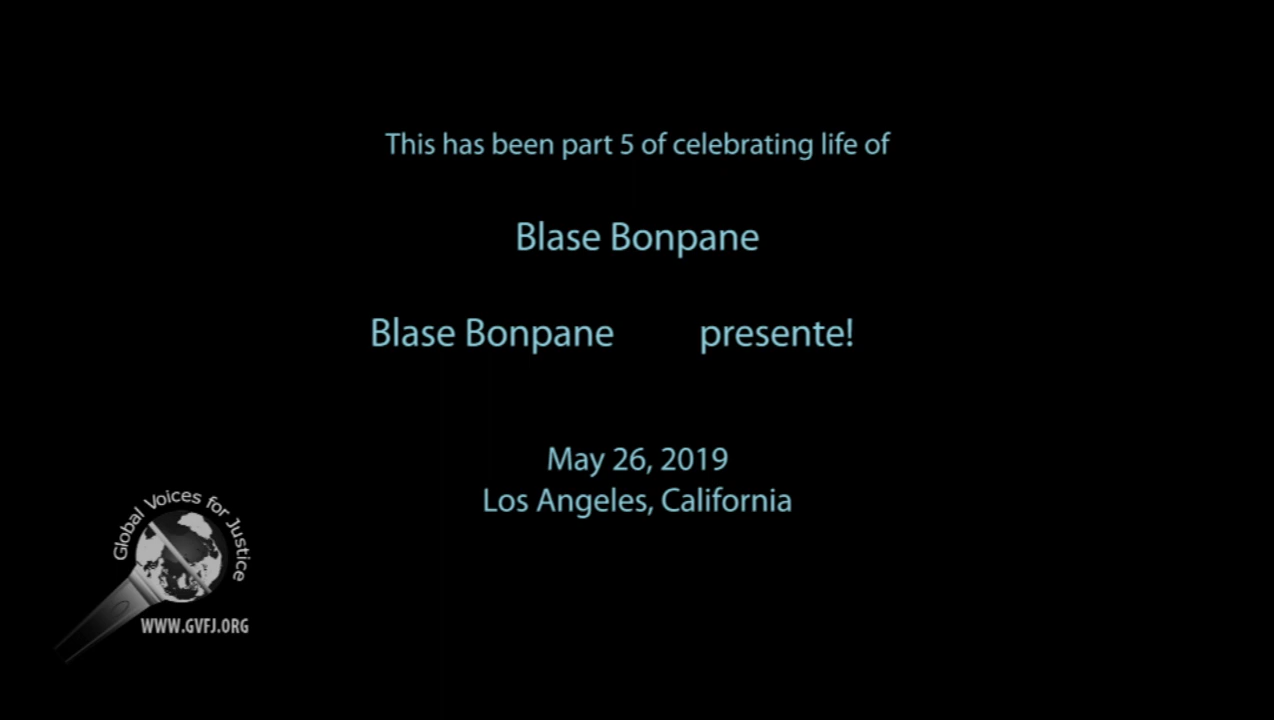 This has been part 5 of celebrating life of
Blase Bonpane
Blase Bonpane presente!
May 26, 2019
Los Angeles, California
Global Voices for Justice
WWW.GVFJ.ORG